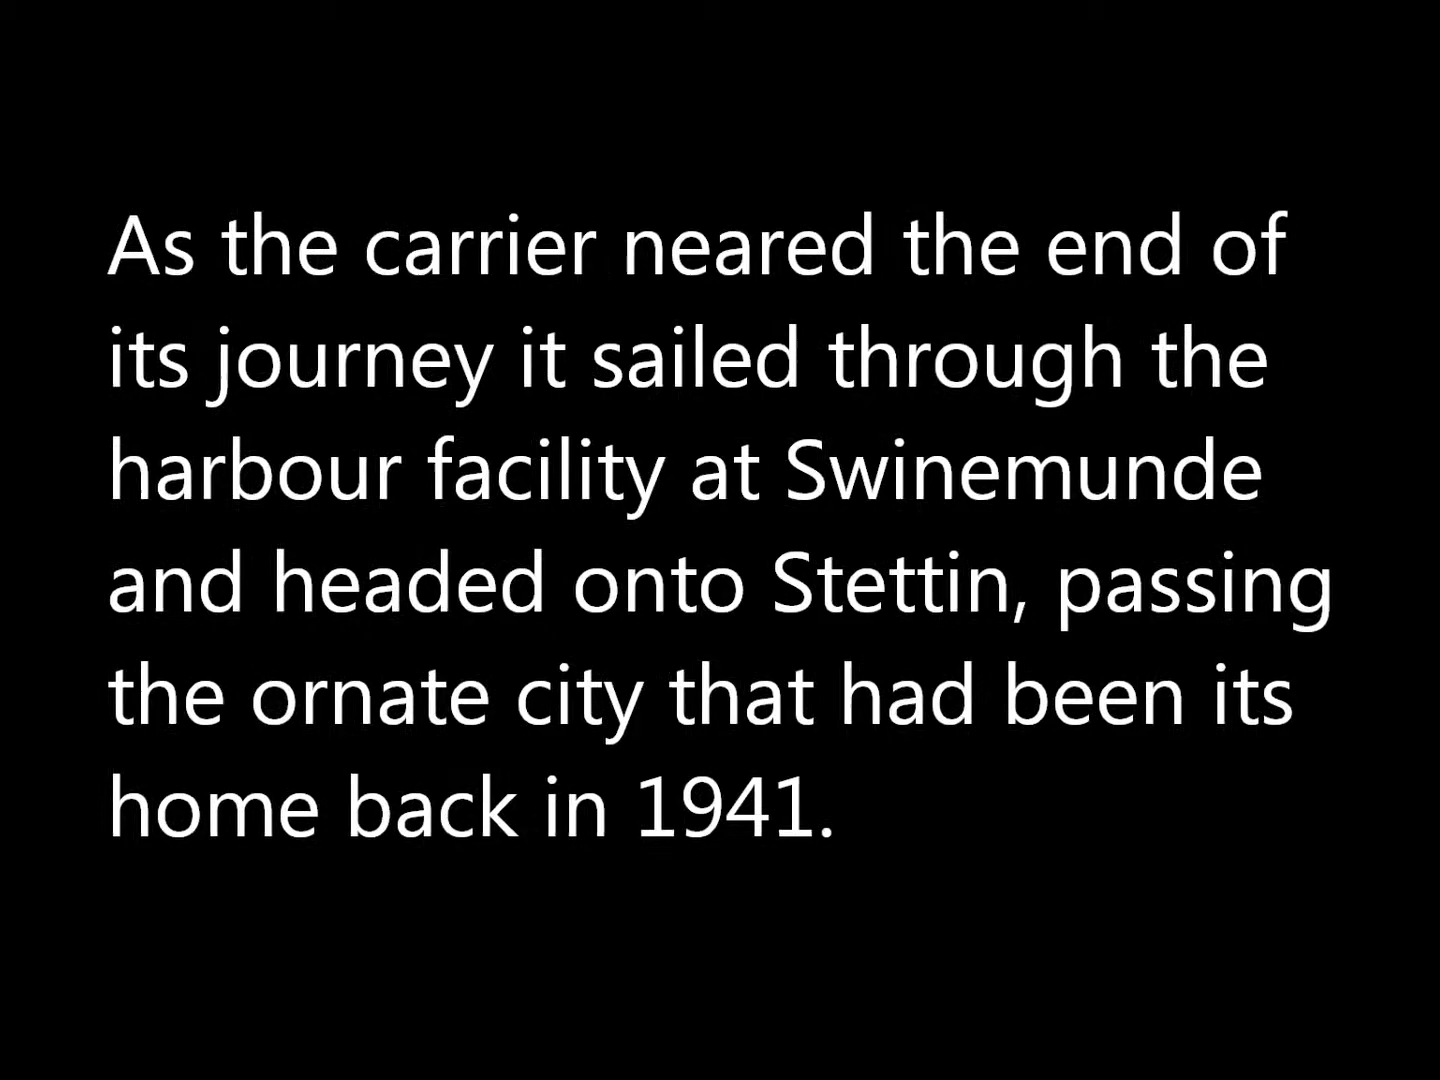 As the carrier neared the end of
its journey it sailed through the
harbour facility at Swinemunde
and headed onto Stettin, passing
the ornate city that had been its
home back in 1941.